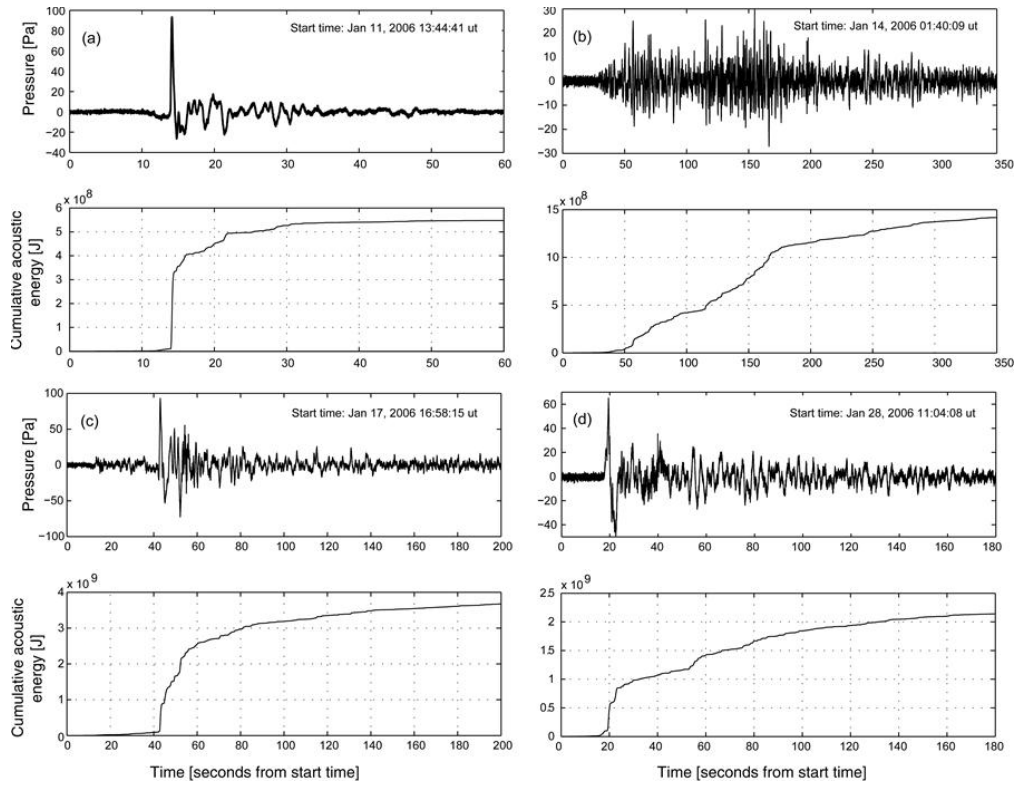 100
80
60
40
20
0
−20
−40
Pressure [Pa]
(a)
Start time: Jan 11, 2006 13:44:41 ut
0 10 20 30 40 50 60
30
20
10
0
−10
−20
−30
(b)
Start time: Jan 14, 2006 01:40:09 ut
0 50 100 150 200 250 300 350
x 10^8
6
5
4
3
2
1
0
Cumulative acoustic
energy [J]
0 10 20 30 40 50 60
x 10^8
15
10
5
0
0 50 100 150 200 250 300 350
100
50
0
−50
−100
Pressure [Pa]
(c)
Start time: Jan 17, 2006 16:58:15 ut
0 20 40 60 80 100 120 140 160 180 200
60
40
20
0
−20
−40
(d)
Start time: Jan 28, 2006 11:04:08 ut
0 20 40 60 80 100 120 140 160 180
x 10^9
4
3
2
1
0
Cumulative acoustic
energy [J]
0 20 40 60 80 100 120 140 160 180 200
Time [seconds from start time]
x 10^9
2.5
2
1.5
1
0.5
0
0 20 40 60 80 100 120 140 160 180
Time [seconds from start time]